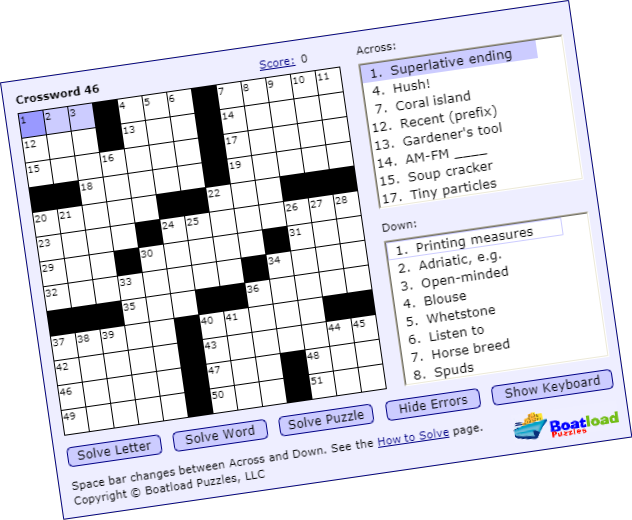 Crossword 46
Score: 0
1 2 3 4 5 6 7 8 9 10 11
12 13 14
15 16 17
18 19
20 21 22
23 24 25 26 27 28
29 30 31
32 33 34
35 36
37 38 39 40 41
42 43 44 45
46 47 48
49 50 51
Across:
1. Superlative ending
4. Hush!
7. Coral island
12. Recent (prefix)
13. Gardener's tool
14. AM-FM ____
15. Soup cracker
17. Tiny particles
Down:
1. Printing measures
2. Adriatic, e.g.
3. Open-minded
4. Blouse
5. Whetstone
6. Listen to
7. Horse breed
8. Spuds
Solve Letter
Solve Word
Solve Puzzle
Hide Errors
Show Keyboard
Space bar changes between Across and Down. See the How to Solve page.
Copyright © Boatload Puzzles, LLC
Boatload
Puzzles